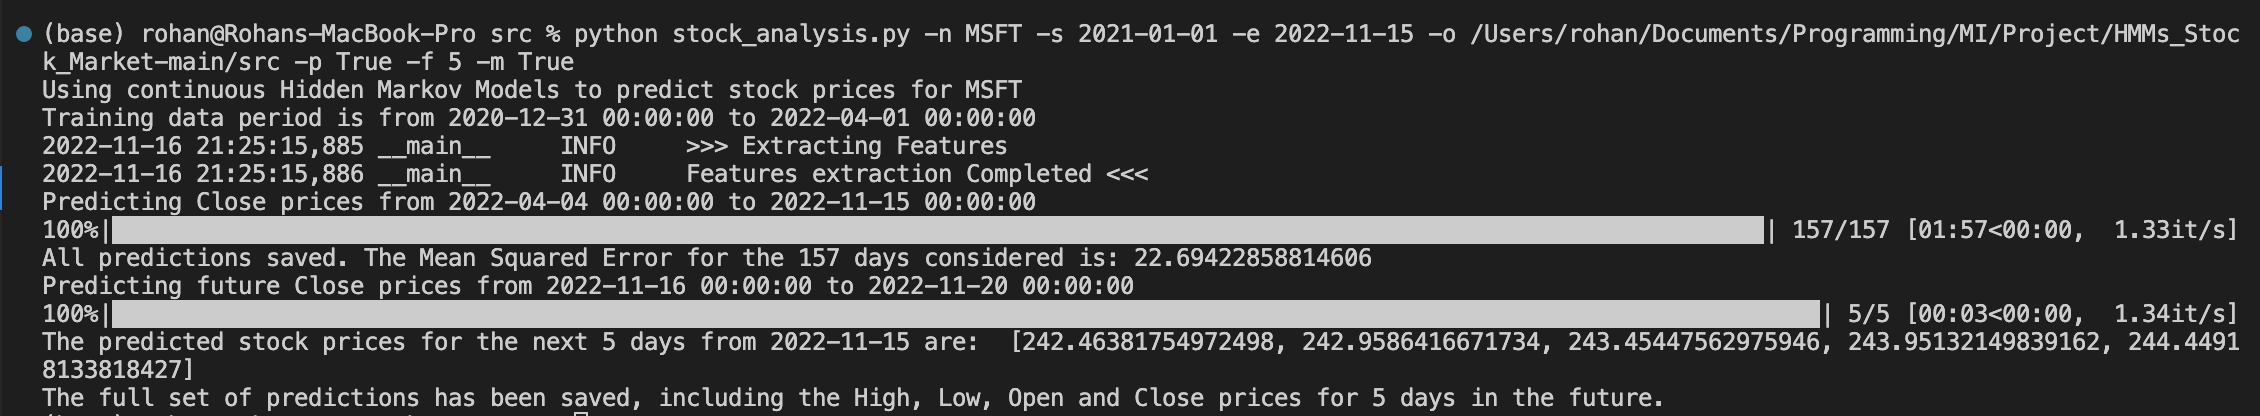 (base) rohan@Rohans-MacBook-Pro src % python stock_analysis.py -n MSFT -s 2021-01-01 -e 2022-11-15 -o /Users/rohan/Documents/Programming/MI/Project/HMMs_Stoc
k_Market-main/src -p True -f 5 -m True
Using continuous Hidden Markov Models to predict stock prices for MSFT
Training data period is from 2020-12-31 00:00:00 to 2022-04-01 00:00:00
2022-11-16 21:25:15,885 __main__     INFO     >>> Extracting Features
2022-11-16 21:25:15,886 __main__     INFO     Features extraction Completed <<<
Predicting Close prices from 2022-04-04 00:00:00 to 2022-11-15 00:00:00
100%| | 157/157 [01:57<00:00,  1.33it/s]
All predictions saved. The Mean Squared Error for the 157 days considered is: 22.69422858814606
Predicting future Close prices from 2022-11-16 00:00:00 to 2022-11-20 00:00:00
100%| | 5/5 [00:03<00:00,  1.34it/s]
The predicted stock prices for the next 5 days from 2022-11-15 are:  [242.46381754972498, 242.9586416671734, 243.45447562975946, 243.95132149839162, 244.4491
8133818427]
The full set of predictions has been saved, including the High, Low, Open and Close prices for 5 days in the future.